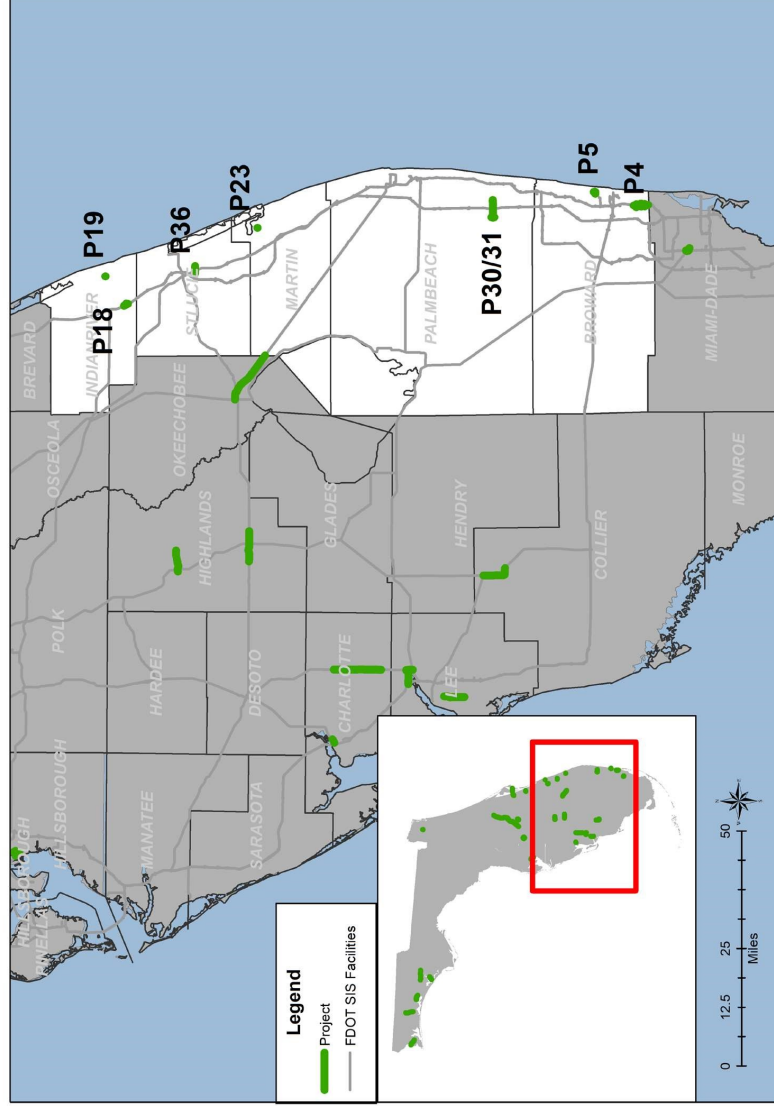 HILLSBOROUGH
PINELLAS
HILLSBOROUGH
POLK
OSCEOLA
BREVARD
MANATEE
HARDEE
INDIAN RIVER
P18
P19
SARASOTA
DESOTO
HIGHLANDS
OKEECHOBEE
ST LUCIE
P36
CHARLOTTE
GLADES
MARTIN
P23
LEE
HENDRY
PALM BEACH
P30/31
COLLIER
BROWARD
P5
P4
MONROE
MIAMI-DADE
Legend
Project
FDOT SIS Facilities
0 12.5 25 50
Miles